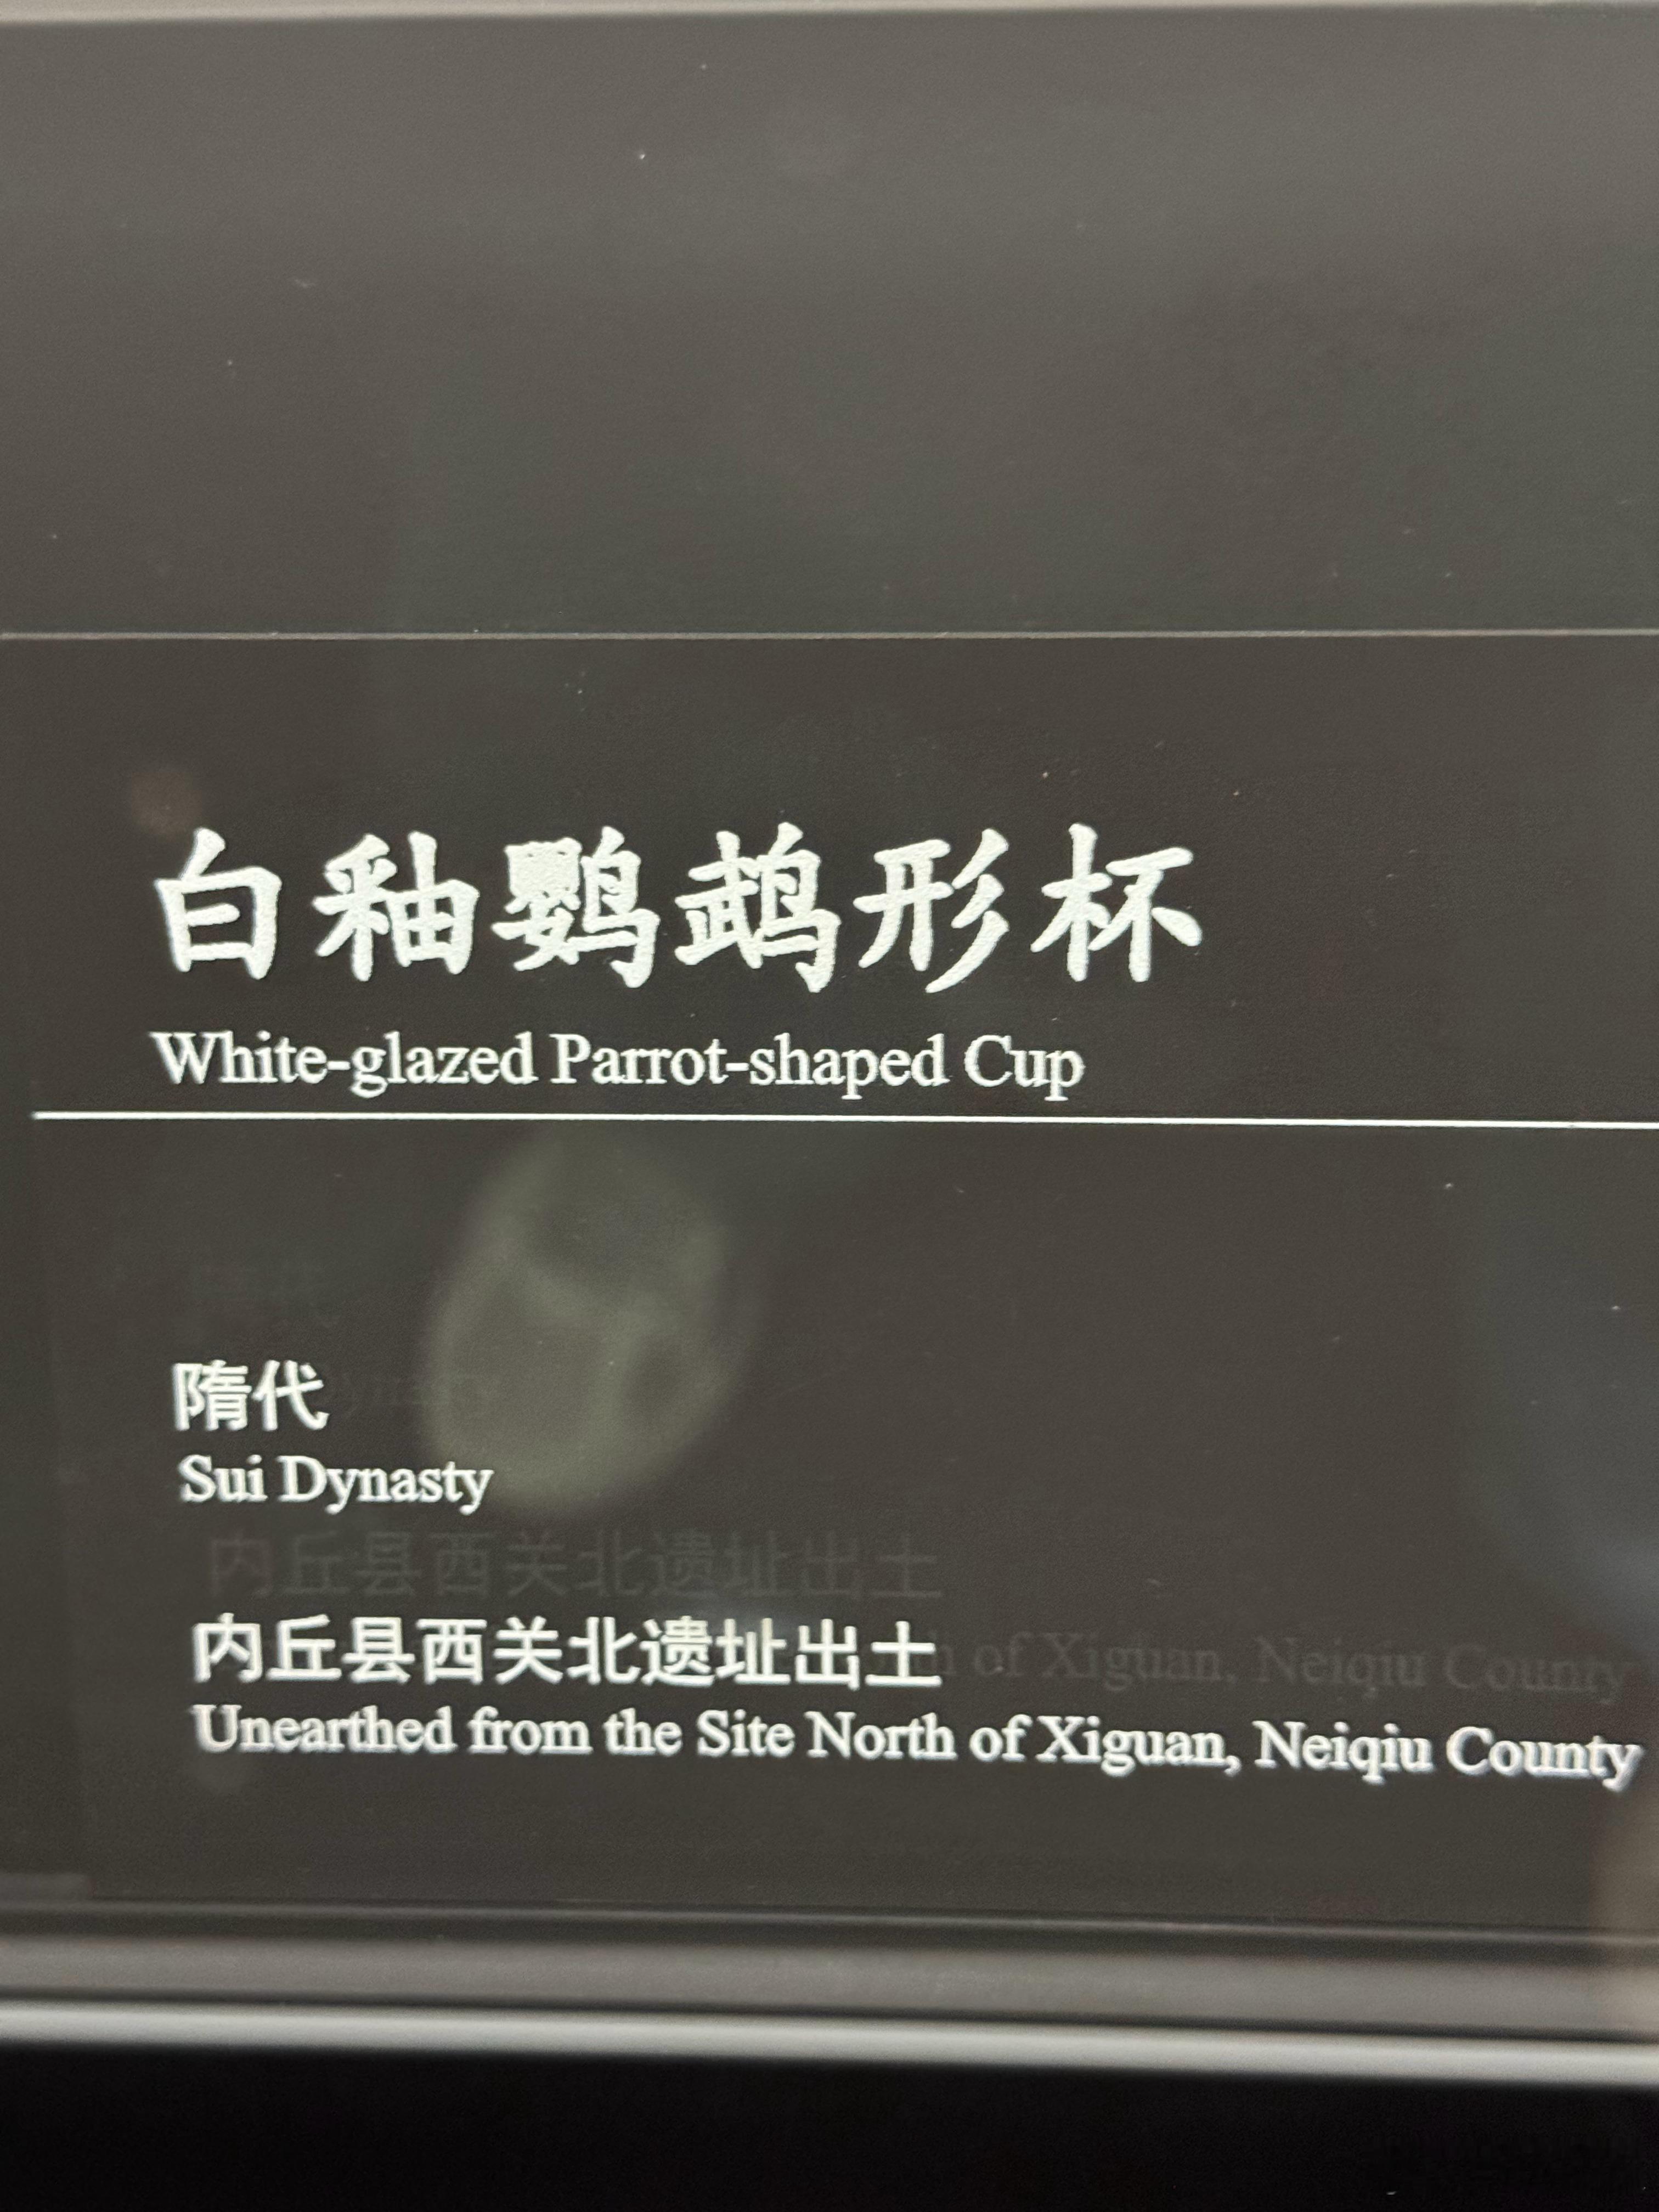 白釉鹦鹉形杯
White-glazed Parrot-shaped Cup
隋代
Sui Dynasty
内丘县西关北遗址出土
Unearthed from the Site North of Xiguan, Neiqiu County